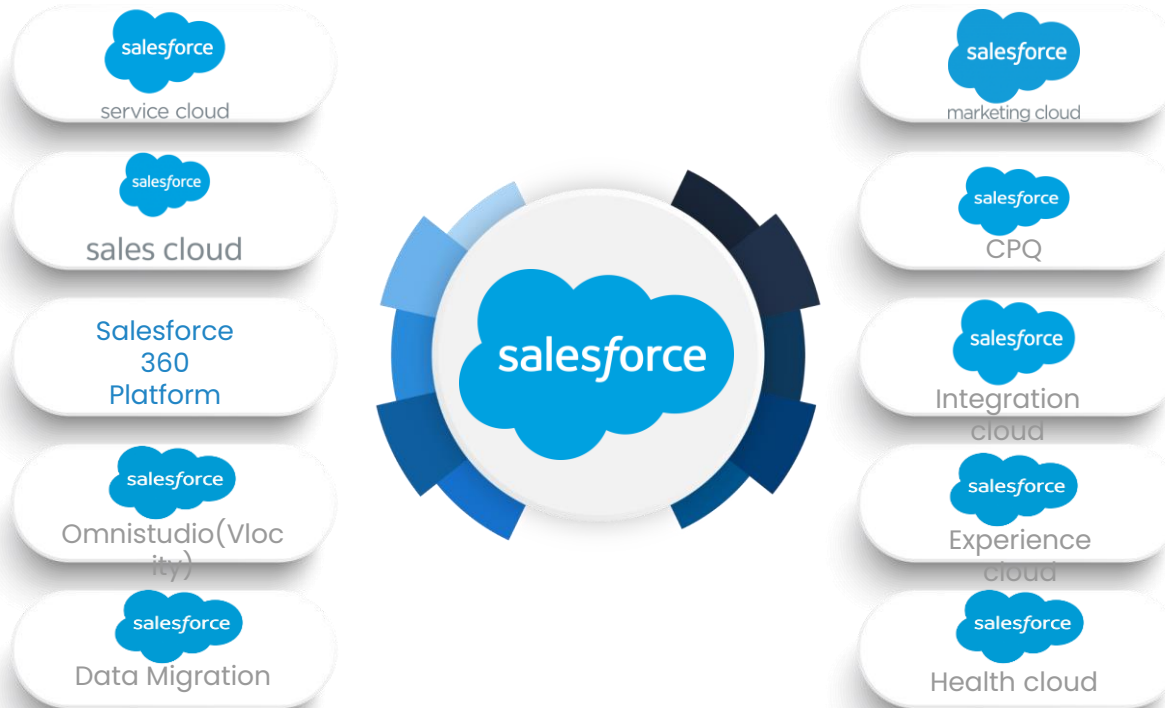 salesforce
service cloud
salesforce
sales cloud
Salesforce
360
Platform
salesforce
Omnistudio(Vloc
ity)
salesforce
Data Migration
salesforce
salesforce
marketing cloud
salesforce
CPQ
salesforce
Integration
cloud
salesforce
Experience
cloud
salesforce
Health cloud